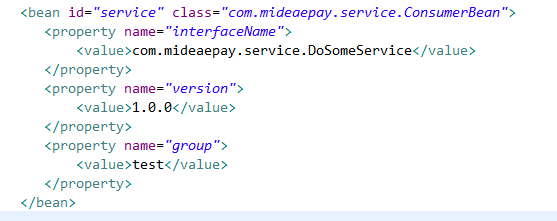 <bean id="service" class="com.mideaepay.service.ConsumerBean">
<property name="interfaceName">
<value>com.mideaepay.service.DoSomeService</value>
</property>
<property name="version">
<value>1.0.0</value>
</property>
<property name="group">
<value>test</value>
</property>
</bean>